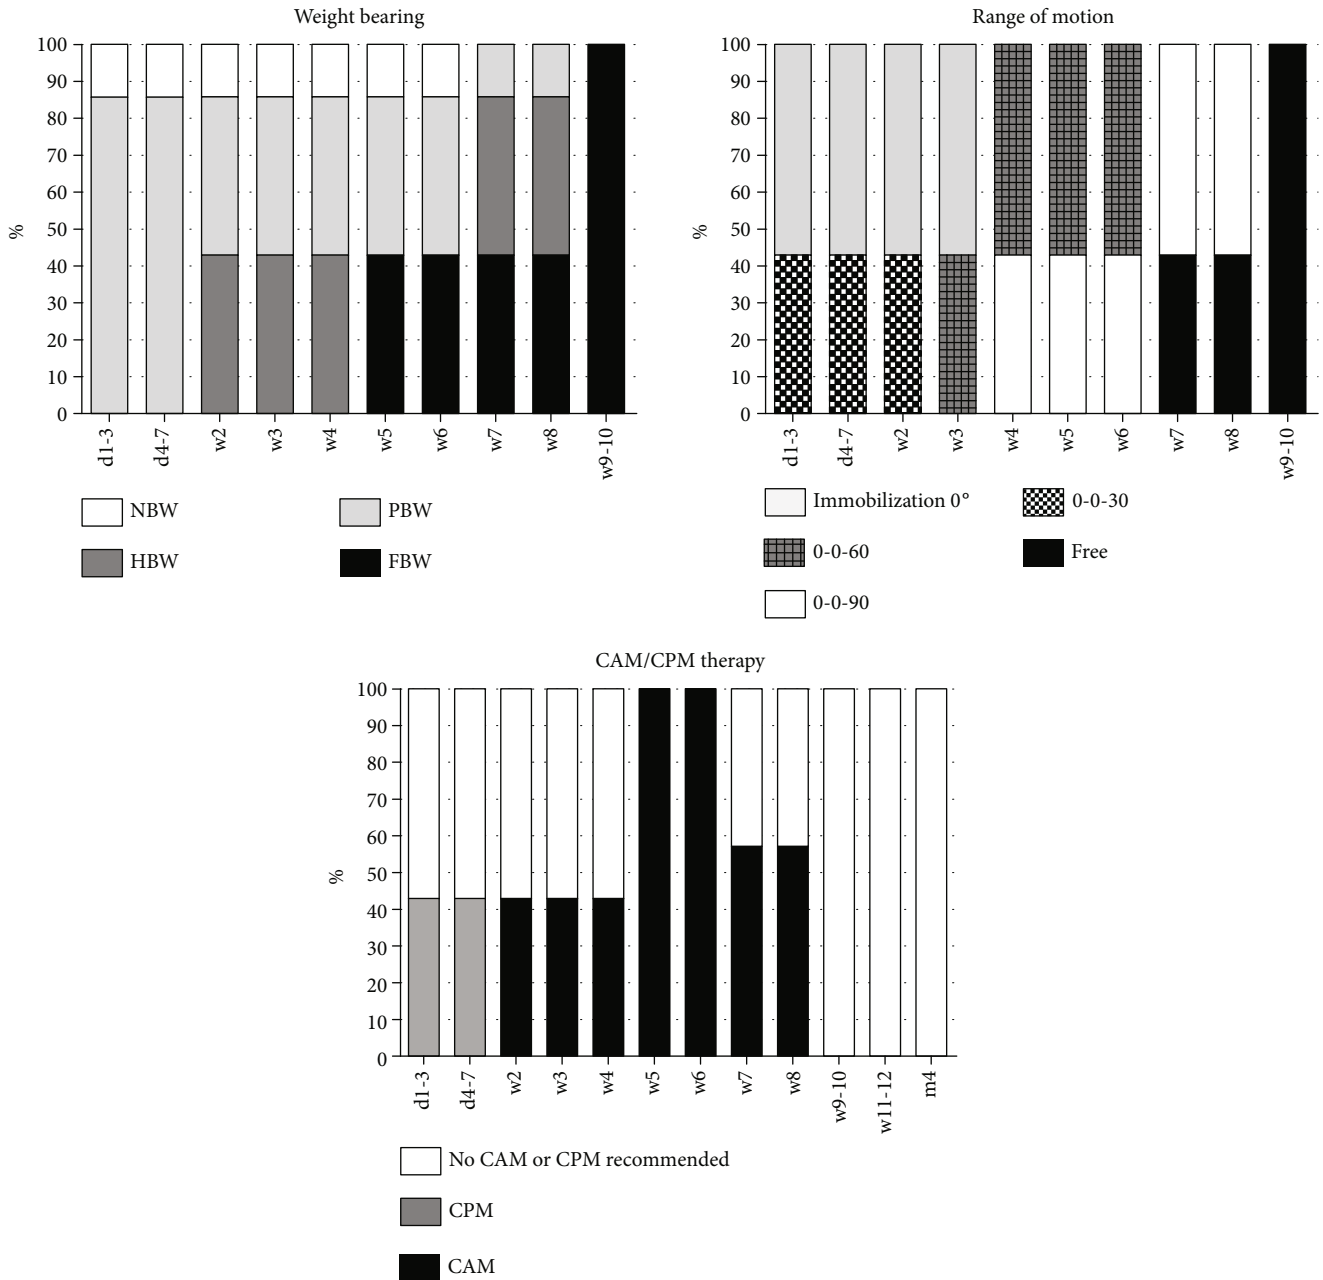 Weight bearing
100
90
80
70
60
50
40
30
20
10
0
%
d1-3
d4-7
w2
w3
w4
w5
w6
w7
w8
w9-10
NBW
PBW
HBW
FBW
Range of motion
100
90
80
70
60
50
40
30
20
10
0
%
d1-3
d4-7
w2
w3
w4
w5
w6
w7
w8
w9-10
Immobilization 0°
0-0-30
0-0-60
Free
0-0-90
CAM/CPM therapy
100
90
80
70
60
50
40
30
20
10
0
%
d1-3
d4-7
w2
w3
w4
w5
w6
w7
w8
w9-10
w11-12
m4
No CAM or CPM recommended
CPM
CAM